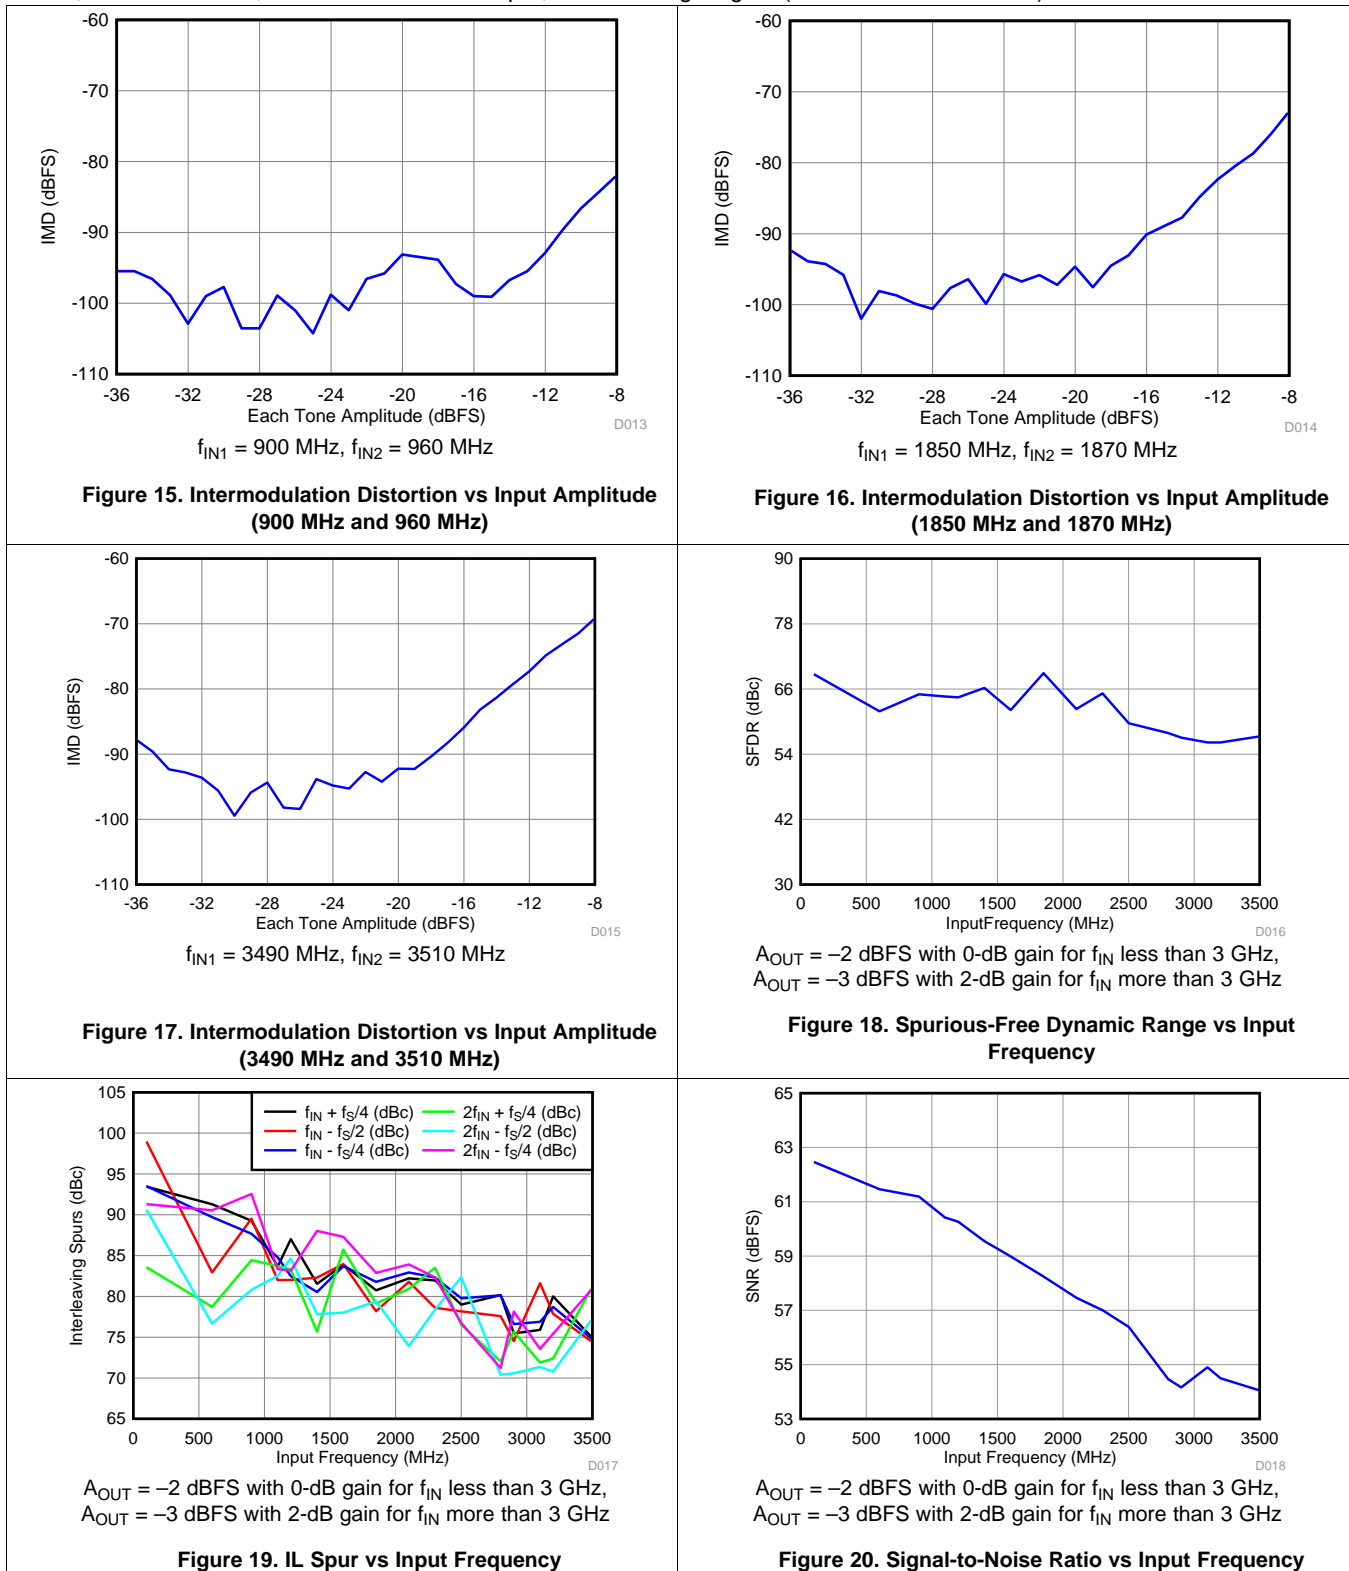 -60
-70
-80
-90
-100
-110
IMD (dBFS)
-36 -32 -28 -24 -20 -16 -12 -8
Each Tone Amplitude (dBFS)
D013
fIN1 = 900 MHz, fIN2 = 960 MHz
Figure 15. Intermodulation Distortion vs Input Amplitude
(900 MHz and 960 MHz)
-60
-70
-80
-90
-100
-110
IMD (dBFS)
-36 -32 -28 -24 -20 -16 -12 -8
Each Tone Amplitude (dBFS)
D014
fIN1 = 1850 MHz, fIN2 = 1870 MHz
Figure 16. Intermodulation Distortion vs Input Amplitude
(1850 MHz and 1870 MHz)
-60
-70
-80
-90
-100
-110
IMD (dBFS)
-36 -32 -28 -24 -20 -16 -12 -8
Each Tone Amplitude (dBFS)
D015
fIN1 = 3490 MHz, fIN2 = 3510 MHz
Figure 17. Intermodulation Distortion vs Input Amplitude
(3490 MHz and 3510 MHz)
90
78
66
54
42
30
SFDR (dBc)
0 500 1000 1500 2000 2500 3000 3500
InputFrequency (MHz)
D016
AOUT = –2 dBFS with 0-dB gain for fIN less than 3 GHz,
AOUT = –3 dBFS with 2-dB gain for fIN more than 3 GHz
Figure 18. Spurious-Free Dynamic Range vs Input
Frequency
105
100
95
90
85
80
75
70
65
Interleaving Spurs (dBc)
fIN + fS/4 (dBc) 2fIN + fS/4 (dBc)
fIN - fS/2 (dBc) 2fIN - fS/2 (dBc)
fIN - fS/4 (dBc) 2fIN - fS/4 (dBc)
0 500 1000 1500 2000 2500 3000 3500
Input Frequency (MHz)
D017
AOUT = –2 dBFS with 0-dB gain for fIN less than 3 GHz,
AOUT = –3 dBFS with 2-dB gain for fIN more than 3 GHz
Figure 19. IL Spur vs Input Frequency
65
63
61
59
57
55
53
SNR (dBFS)
0 500 1000 1500 2000 2500 3000 3500
Input Frequency (MHz)
D018
AOUT = –2 dBFS with 0-dB gain for fIN less than 3 GHz,
AOUT = –3 dBFS with 2-dB gain for fIN more than 3 GHz
Figure 20. Signal-to-Noise Ratio vs Input Frequency